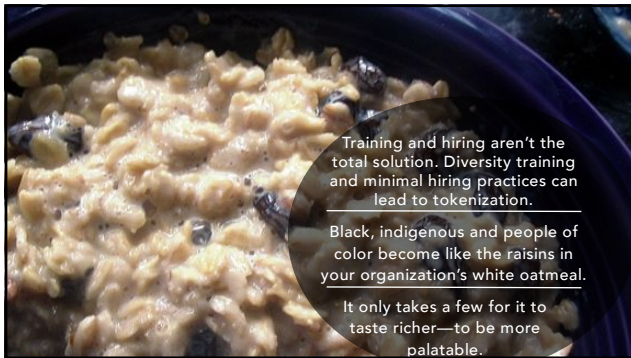 Training and hiring aren't the
total solution. Diversity training
and minimal hiring practices can
lead to tokenization.
Black, indigenous and people of
color become like the raisins in
your organization's white oatmeal.
It only takes a few for it to
taste richer—to be more
palatable.